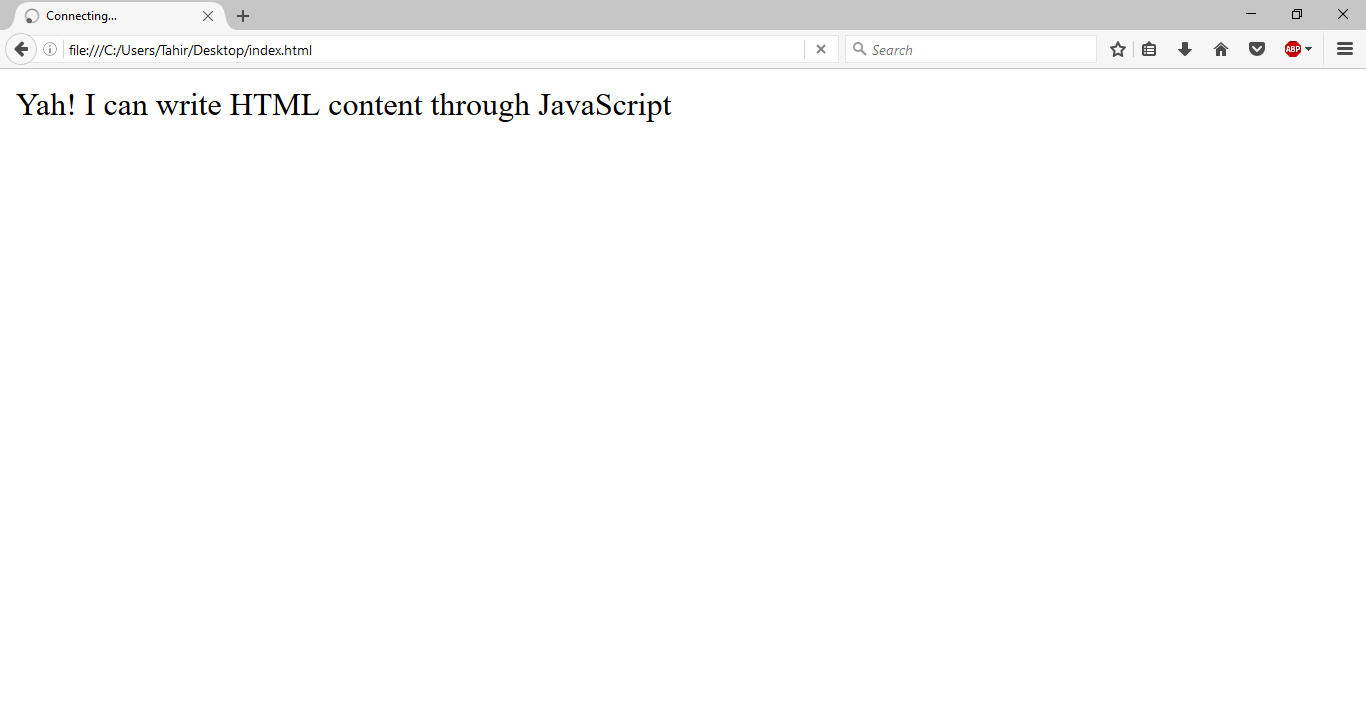 Connecting...
file:///C:/Users/Tahir/Desktop/index.html
Search
ABP
Yah! I can write HTML content through JavaScript